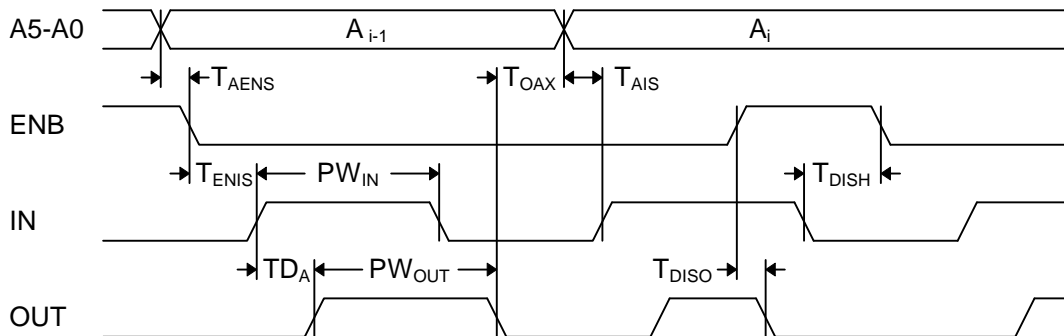 A5-A0 A i-1 Ai
TAENS TOAX TAIS
ENB
TENIS PWIN TDISH
IN
TDA PWOUT TDISO
OUT